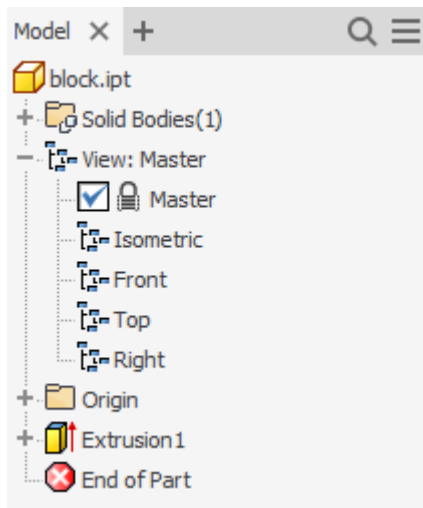 Model
block.ipt
Solid Bodies(1)
View: Master
Master
Isometric
Front
Top
Right
Origin
Extrusion1
End of Part